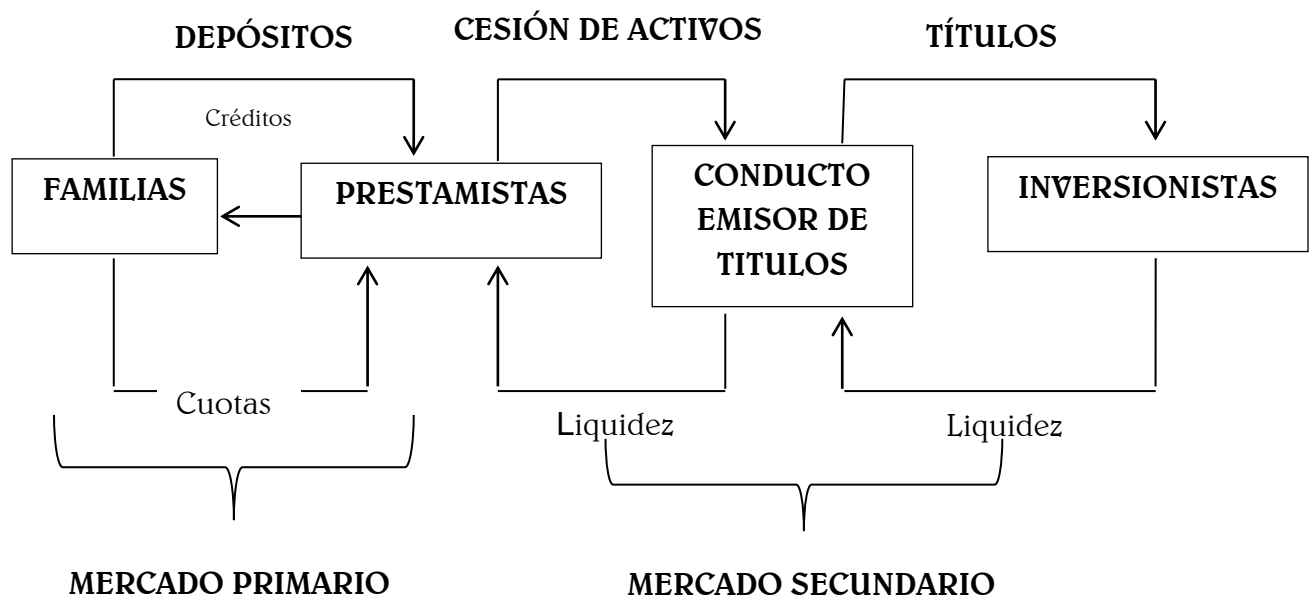 DEPÓSITOS
CESIÓN DE ACTIVOS
TÍTULOS
Créditos
FAMILIAS
PRESTAMISTAS
CONDUCTO
EMISOR DE
TITULOS
INVERSIONISTAS
Cuotas
Liquidez
Liquidez
MERCADO PRIMARIO
MERCADO SECUNDARIO